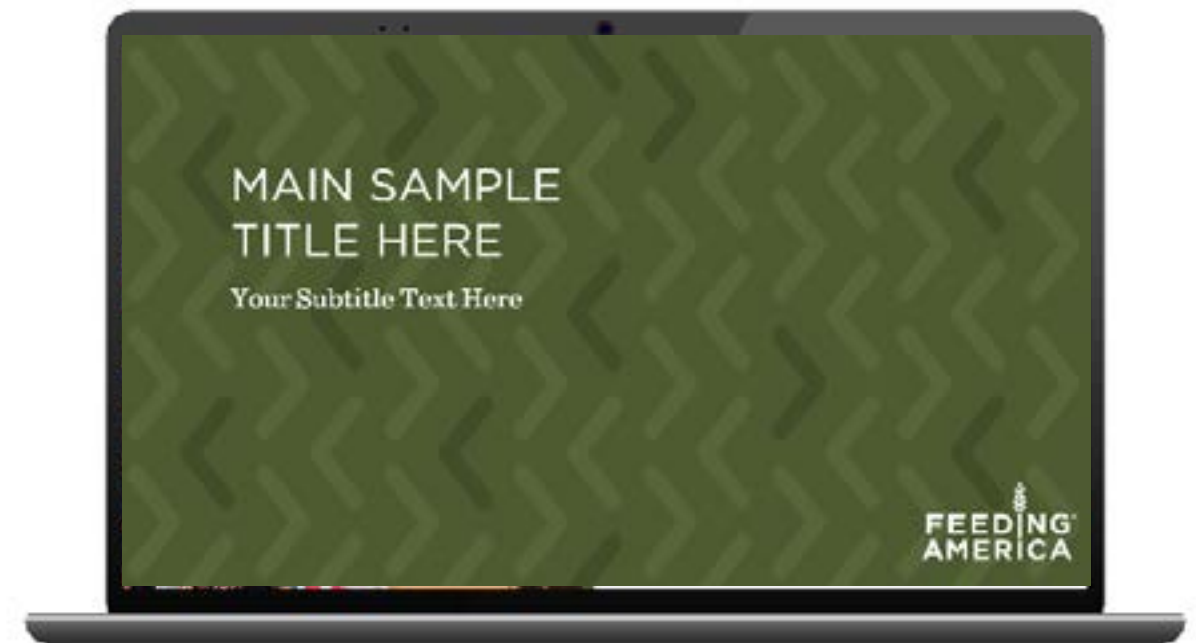 MAIN SAMPLE
TITLE HERE
Your Subtitle Text Here
FEEDING®
AMERICA